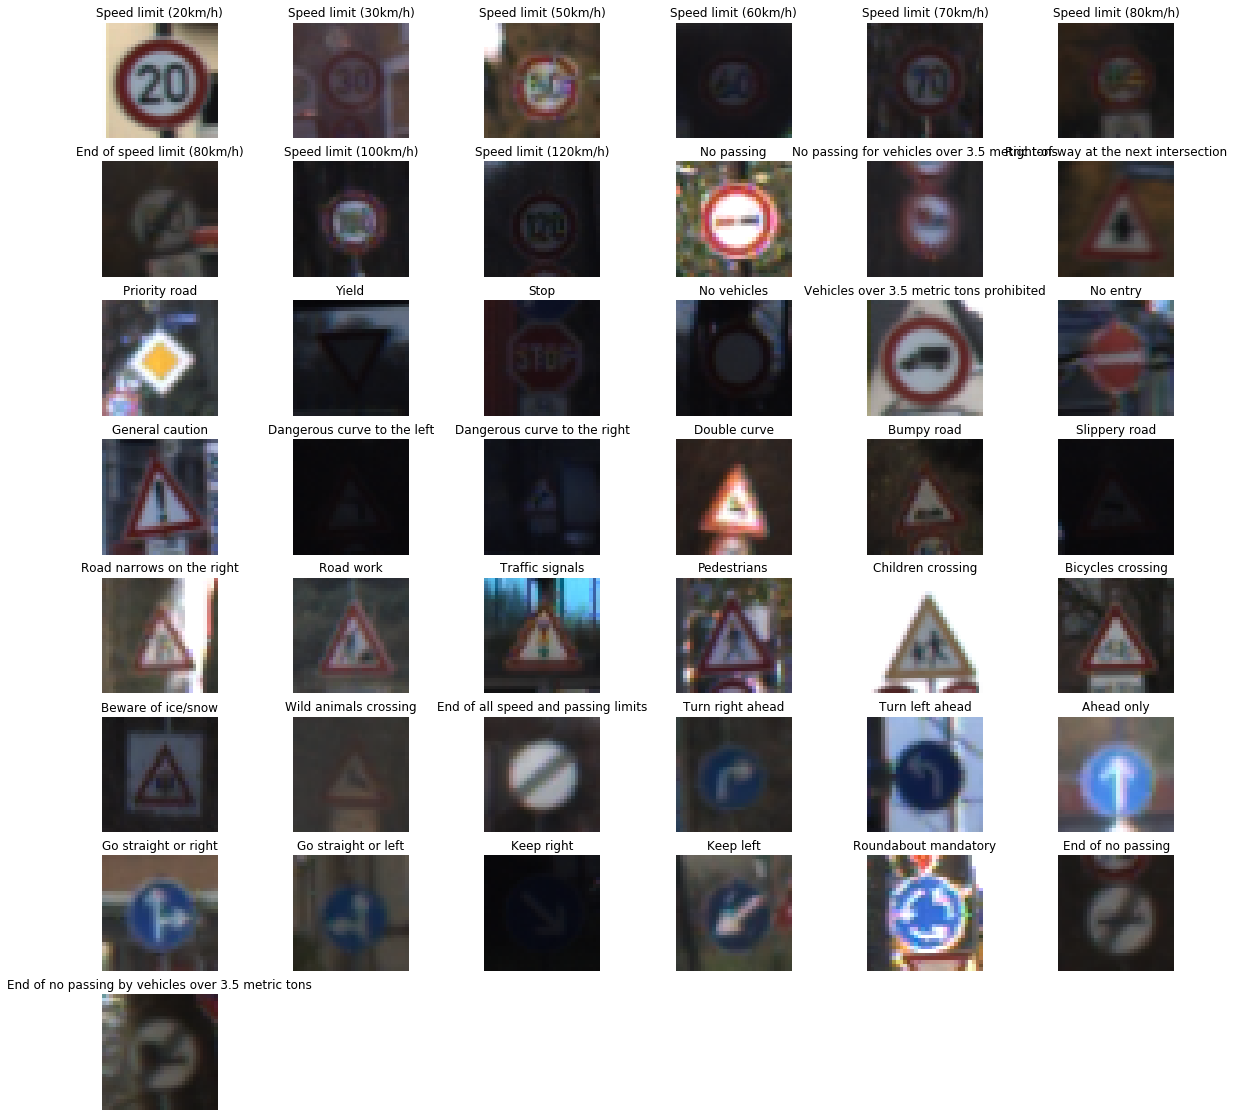 Speed limit (20km/h)
Speed limit (30km/h)
Speed limit (50km/h)
Speed limit (60km/h)
Speed limit (70km/h)
Speed limit (80km/h)
20
30
50
60
70
80
End of speed limit (80km/h)
Speed limit (100km/h)
Speed limit (120km/h)
No passing
No passing for vehicles over 3.5 metric tons
Right-of-way at the next intersection
100
120
Priority road
Yield
Stop
No vehicles
Vehicles over 3.5 metric tons prohibited
No entry
STOP
General caution
Dangerous curve to the left
Dangerous curve to the right
Double curve
Bumpy road
Slippery road
Road narrows on the right
Road work
Traffic signals
Pedestrians
Children crossing
Bicycles crossing
Beware of ice/snow
Wild animals crossing
End of all speed and passing limits
Turn right ahead
Turn left ahead
Ahead only
Go straight or right
Go straight or left
Keep right
Keep left
Roundabout mandatory
End of no passing
End of no passing by vehicles over 3.5 metric tons